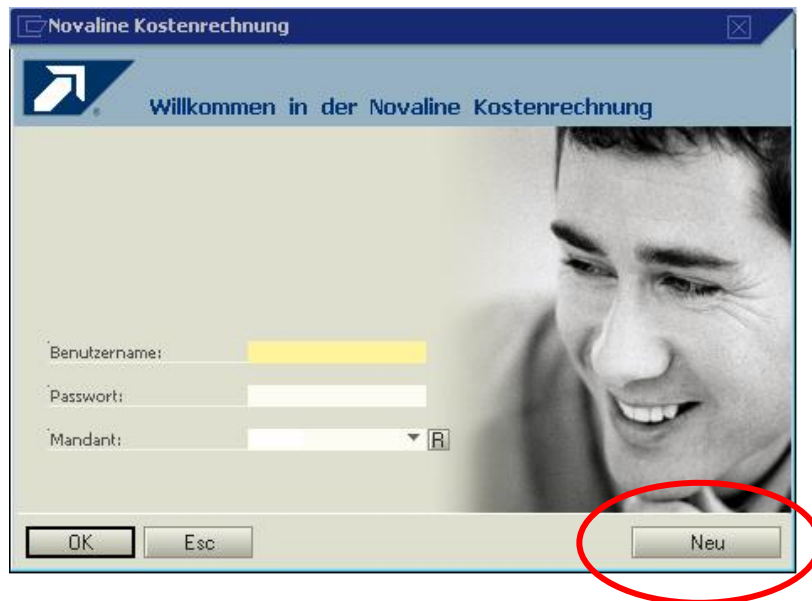 Novaline Kostenrechnung
Willkommen in der Novaline Kostenrechnung
Benutzername:
Passwort:
Mandant:
R
OK Esc Neu